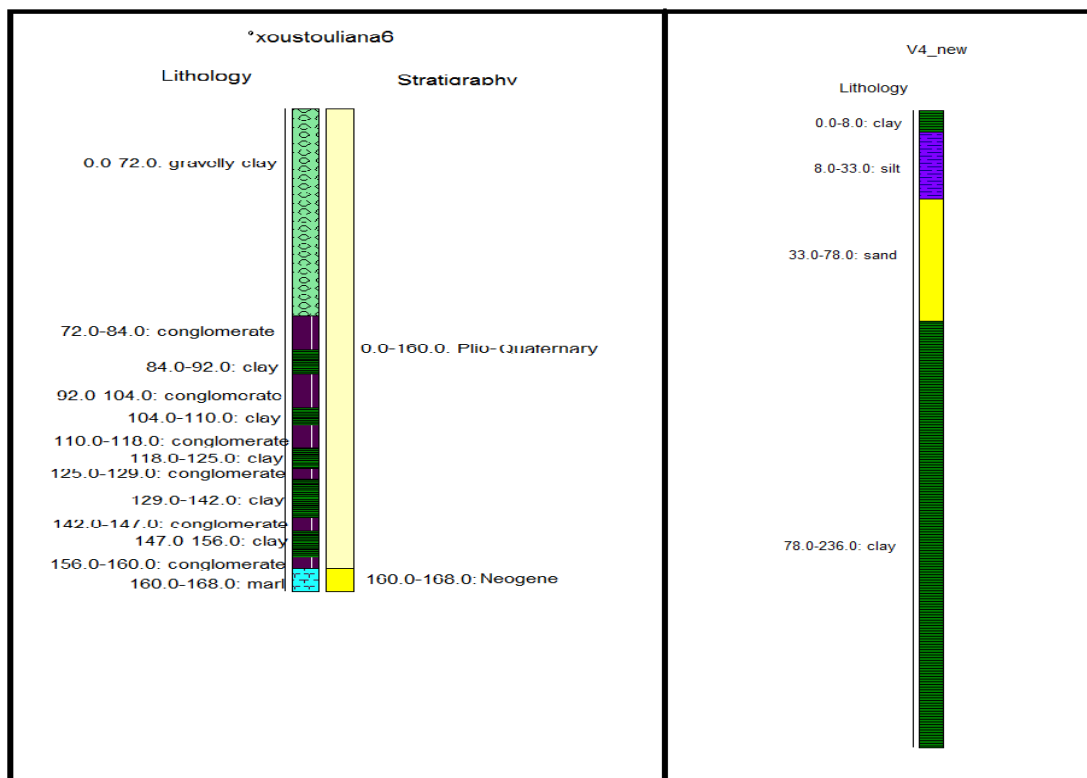 °xoustouliana6
Lithology
Stratigraphy
0.0 72.0. gravolly clay
72.0-84.0: conglomerate
0.0-160.0. Plio-Quaternary
84.0-92.0: clay
92.0 104.0: conglomerate
104.0-110.0: clay
110.0-118.0: conglomerate
118.0-125.0: clay
125.0-129.0: conglomerate
129.0-142.0: clay
142.0-147.0: conglomerate
147.0 156.0: clay
156.0-160.0: conglomerate
160.0-168.0: marl
160.0-168.0: Neogene
V4_new
Lithology
0.0-8.0: clay
8.0-33.0: silt
33.0-78.0: sand
78.0-236.0: clay